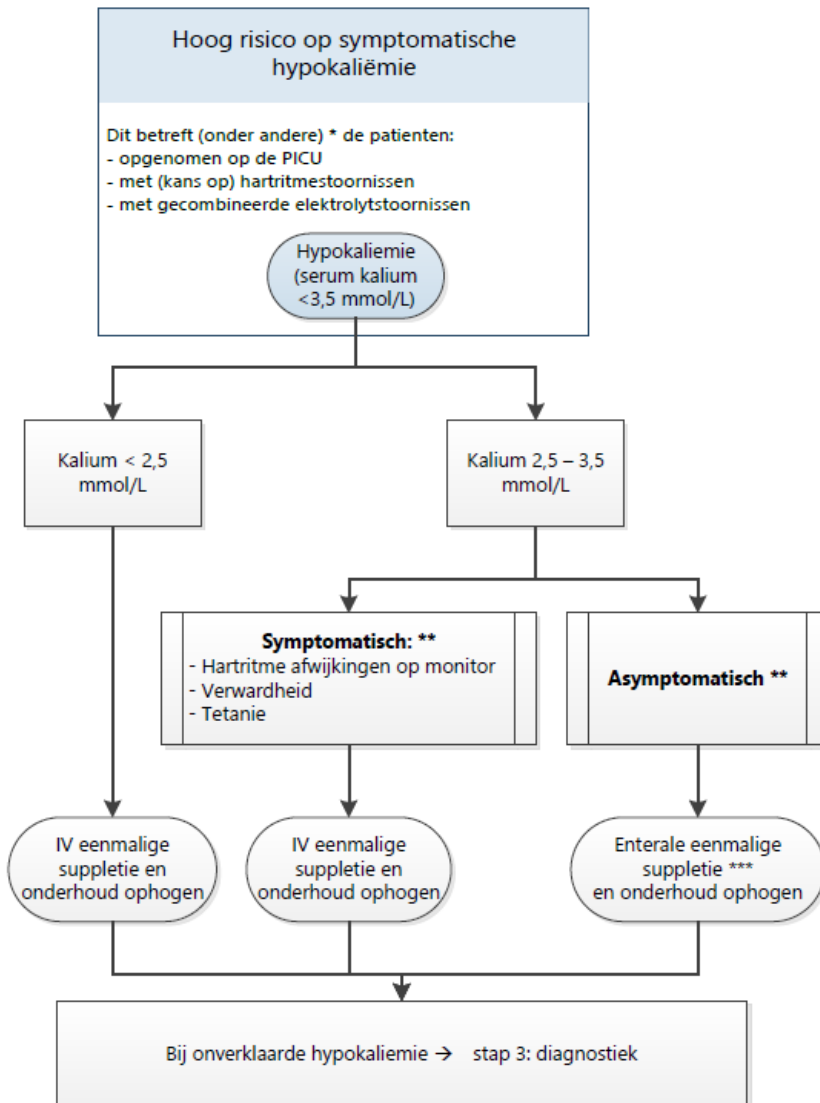 Hoog risico op symptomatische
hypokaliëmie
Dit betreft (onder andere) * de patienten:
- opgenomen op de PICU
- met (kans op) hartritmestoornissen
- met gecombineerde elektrolytstoornissen
Hypokaliemie
(serum kalium
<3,5 mmol/L)
Kalium < 2,5
mmol/L
Kalium 2,5 – 3,5
mmol/L
Symptomatisch: **
- Hartritme afwijkingen op monitor
- Verwardheid
- Tetanie
Asymptomatisch **
IV eenmalige
suppletie en
onderhoud ophogen
IV eenmalige
suppletie en
onderhoud ophogen
Enterale eenmalige
suppletie ***
en onderhoud ophogen
Bij onverklaarde hypokaliemie → stap 3: diagnostiek